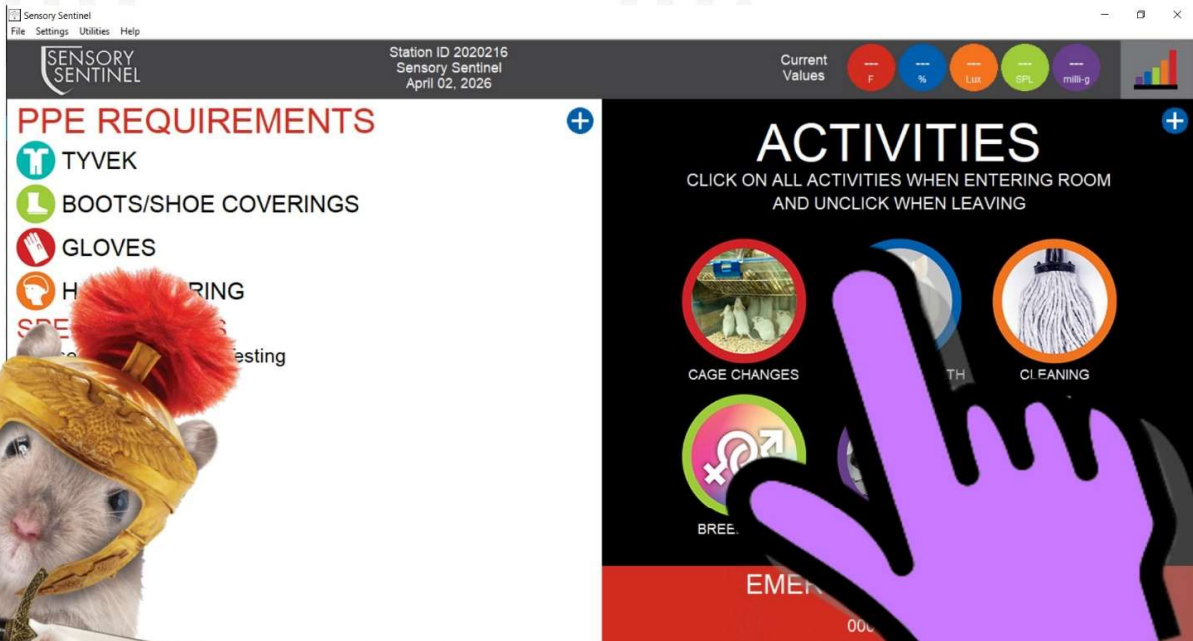 Sensory Sentinel
File Settings Utilities Help
SENSORY
SENTINEL
Station ID 2020216
Sensory Sentinel
April 02, 2026
Current
Values
---
F
---
%
---
Lux
---
SPL
---
milli-g
PPE REQUIREMENTS
TYVEK
BOOTS/SHOE COVERINGS
GLOVES
ACTIVITIES
CLICK ON ALL ACTIVITIES WHEN ENTERING ROOM
AND UNCLICK WHEN LEAVING
CAGE CHANGES
CLEANING